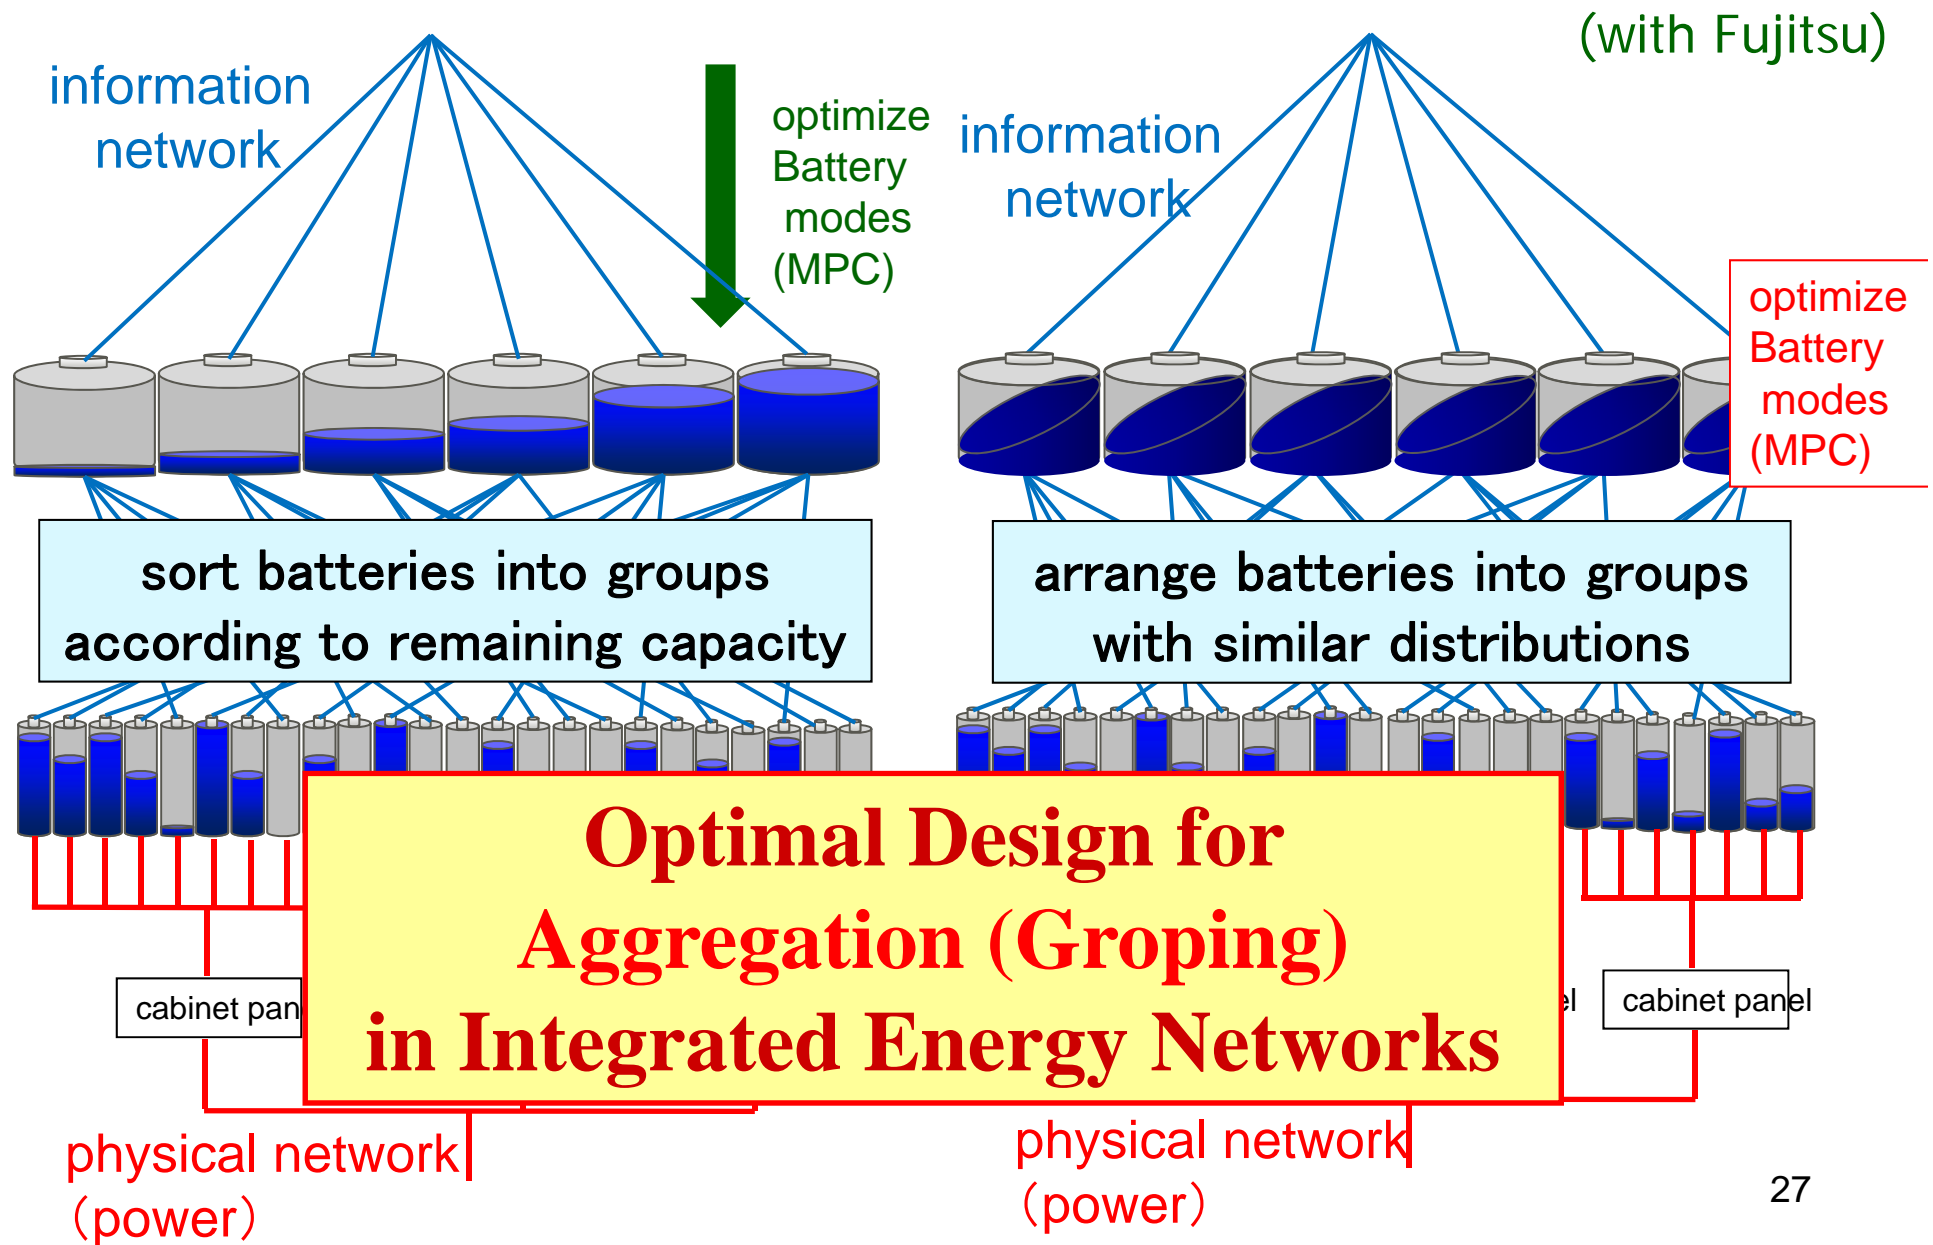 (with Fujitsu)
information
network
optimize
Battery
modes
(MPC)
information
network
optimize
Battery
modes
(MPC)
sort batteries into groups
according to remaining capacity
arrange batteries into groups
with similar distributions
Optimal Design for
Aggregation (Groping)
in Integrated Energy Networks
cabinet pan
el
cabinet panel
physical network
（power）
physical network
（power）
27